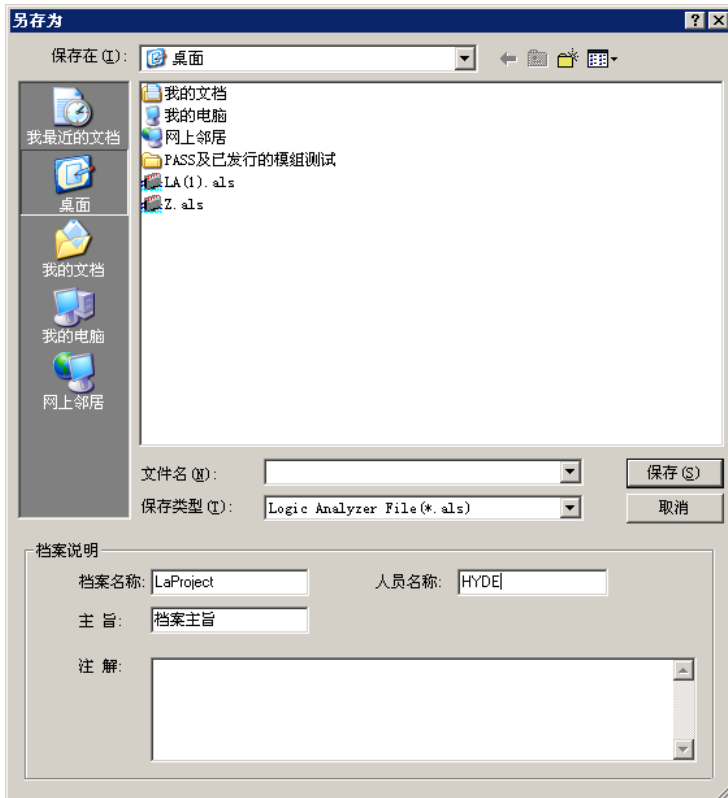 另存为
保存在(I):
桌面
我最近的文档
桌面
我的文档
我的电脑
网上邻居
我的文档
我的电脑
网上邻居
PASS及已发行的模组测试
LA(1).als
Z.als
文件名(N):
保存(S)
保存类型(T):
Logic Analyzer File(*.als)
取消
档案说明
档案名称: LaProject
人员名称: HYDE
主 旨: 档案主旨
注 解: